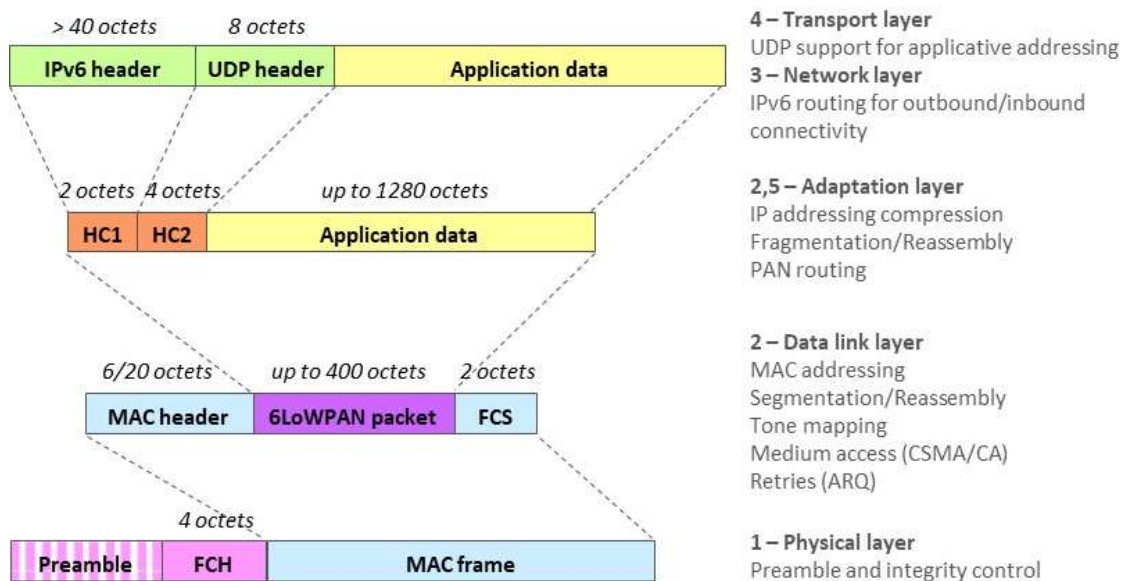 > 40 octets 8 octets
IPv6 header UDP header Application data
2 octets 4 octets up to 1280 octets
HC1 HC2 Application data
6/20 octets up to 400 octets 2 octets
MAC header 6LoWPAN packet FCS
4 octets
Preamble FCH MAC frame
4 – Transport layer
UDP support for applicative addressing
3 – Network layer
IPv6 routing for outbound/inbound
connectivity
2,5 – Adaptation layer
IP addressing compression
Fragmentation/Reassembly
PAN routing
2 – Data link layer
MAC addressing
Segmentation/Reassembly
Tone mapping
Medium access (CSMA/CA)
Retries (ARQ)
1 – Physical layer
Preamble and integrity control